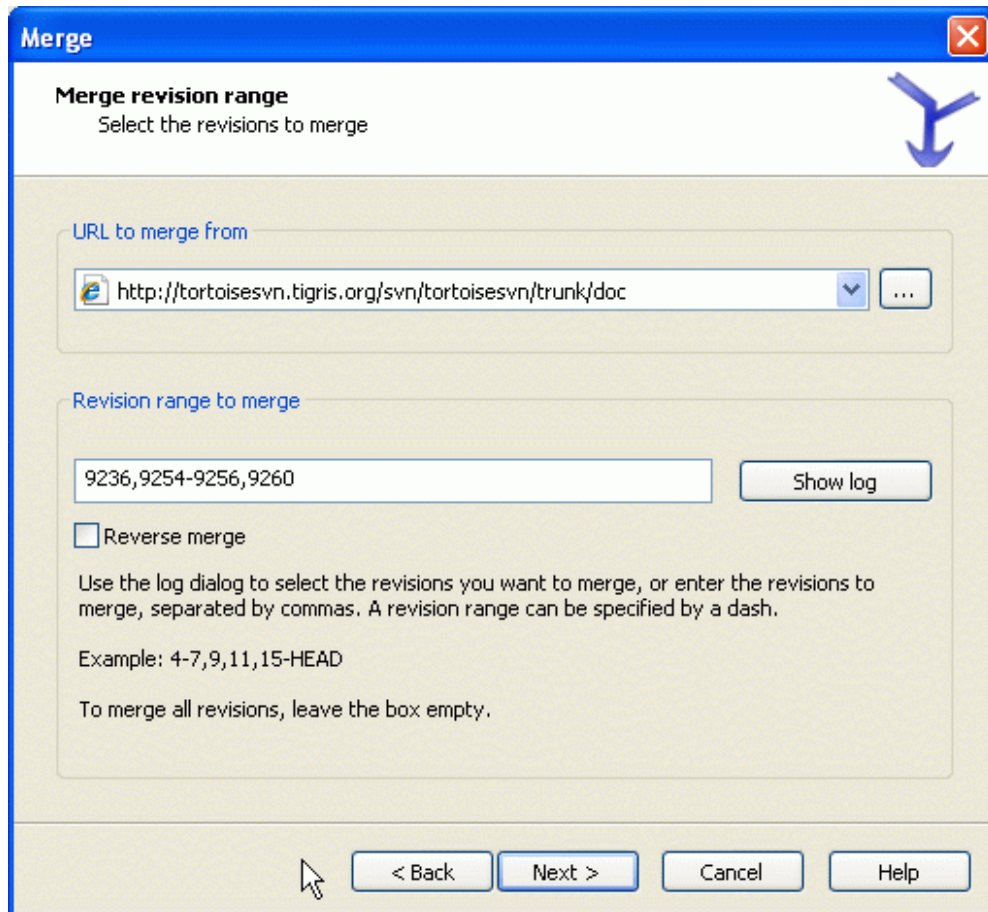 Merge
Merge revision range
Select the revisions to merge
URL to merge from
http://tortoisesvn.tigris.org/svn/tortoisesvn/trunk/doc
...
Revision range to merge
9236,9254-9256,9260
Show log
Reverse merge
Use the log dialog to select the revisions you want to merge, or enter the revisions to
merge, separated by commas. A revision range can be specified by a dash.
Example: 4-7,9,11,15-HEAD
To merge all revisions, leave the box empty.
< Back
Next >
Cancel
Help